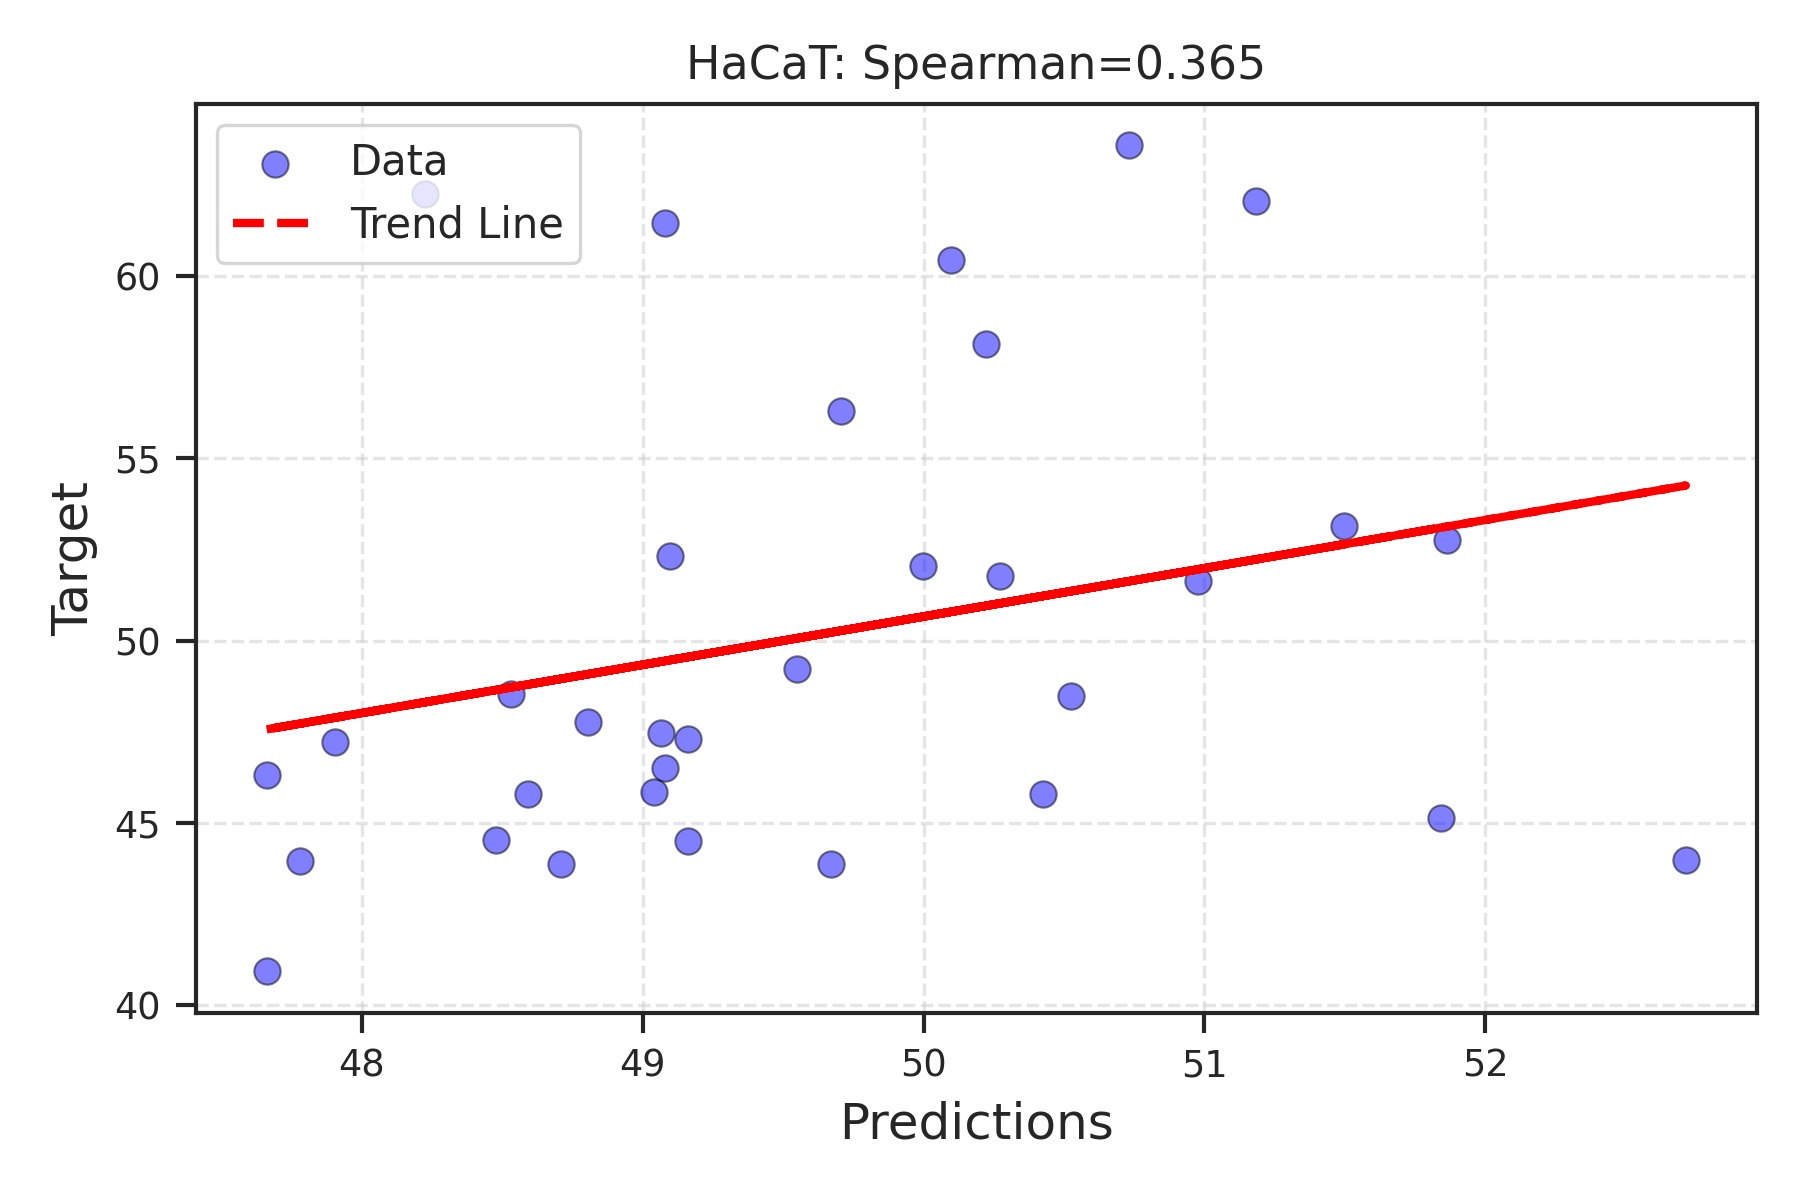 HaCaT: Spearman=0.365
Data
Trend Line
60
55
50
45
40
Target
48 49 50 51 52
Predictions